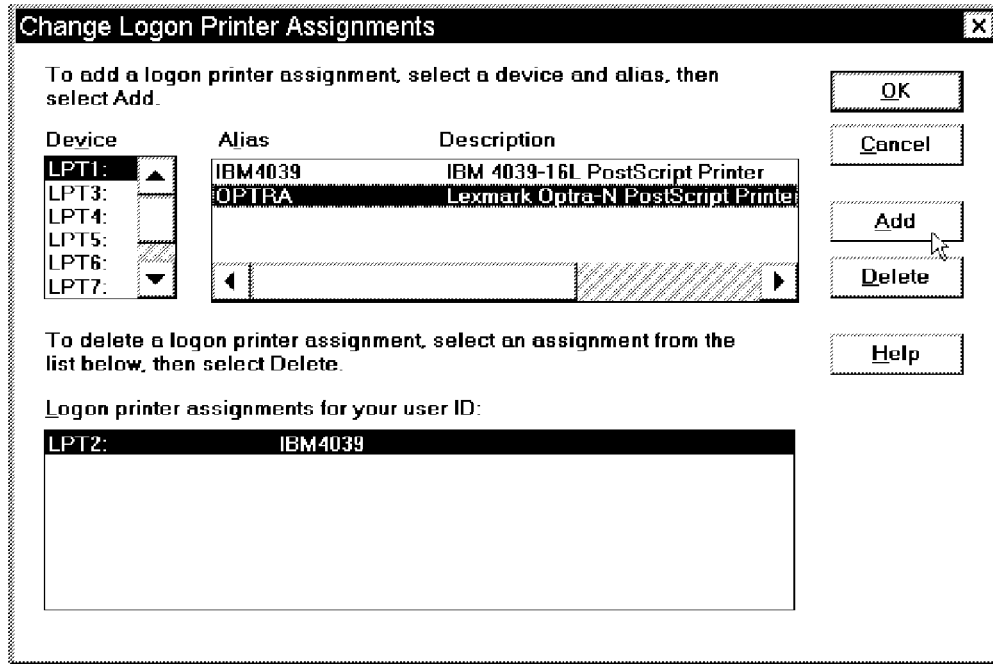 Change Logon Printer Assignments
To add a logon printer assignment, select a device and alias, then
select Add.
Device Alias Description
LPT1:
LPT3:
LPT4:
LPT5:
LPT6:
LPT7:
IBM4039 IBM 4039-16L PostScript Printer
OPTRA Lexmark Optra-N PostScript Printer
OK
Cancel
Add
Delete
Help
To delete a logon printer assignment, select an assignment from the
list below, then select Delete.
Logon printer assignments for your user ID:
LPT2: IBM4039